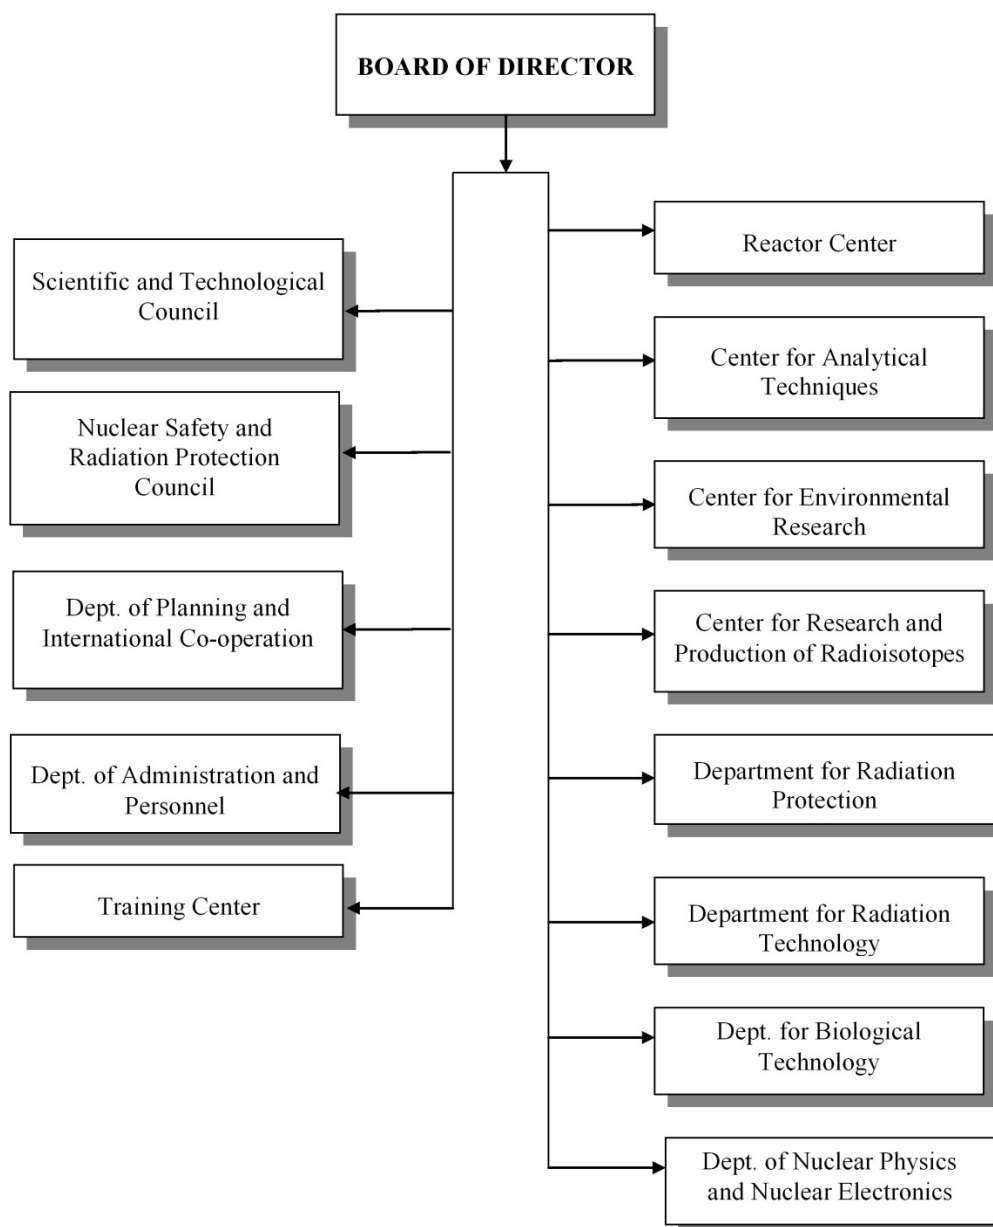 BOARD OF DIRECTOR
Scientific and Technological
Council
Nuclear Safety and
Radiation Protection
Council
Dept. of Planning and
International Co-operation
Dept. of Administration and
Personnel
Training Center
Reactor Center
Center for Analytical
Techniques
Center for Environmental
Research
Center for Research and
Production of Radioisotopes
Department for Radiation
Protection
Department for Radiation
Technology
Dept. for Biological
Technology
Dept. of Nuclear Physics
and Nuclear Electronics